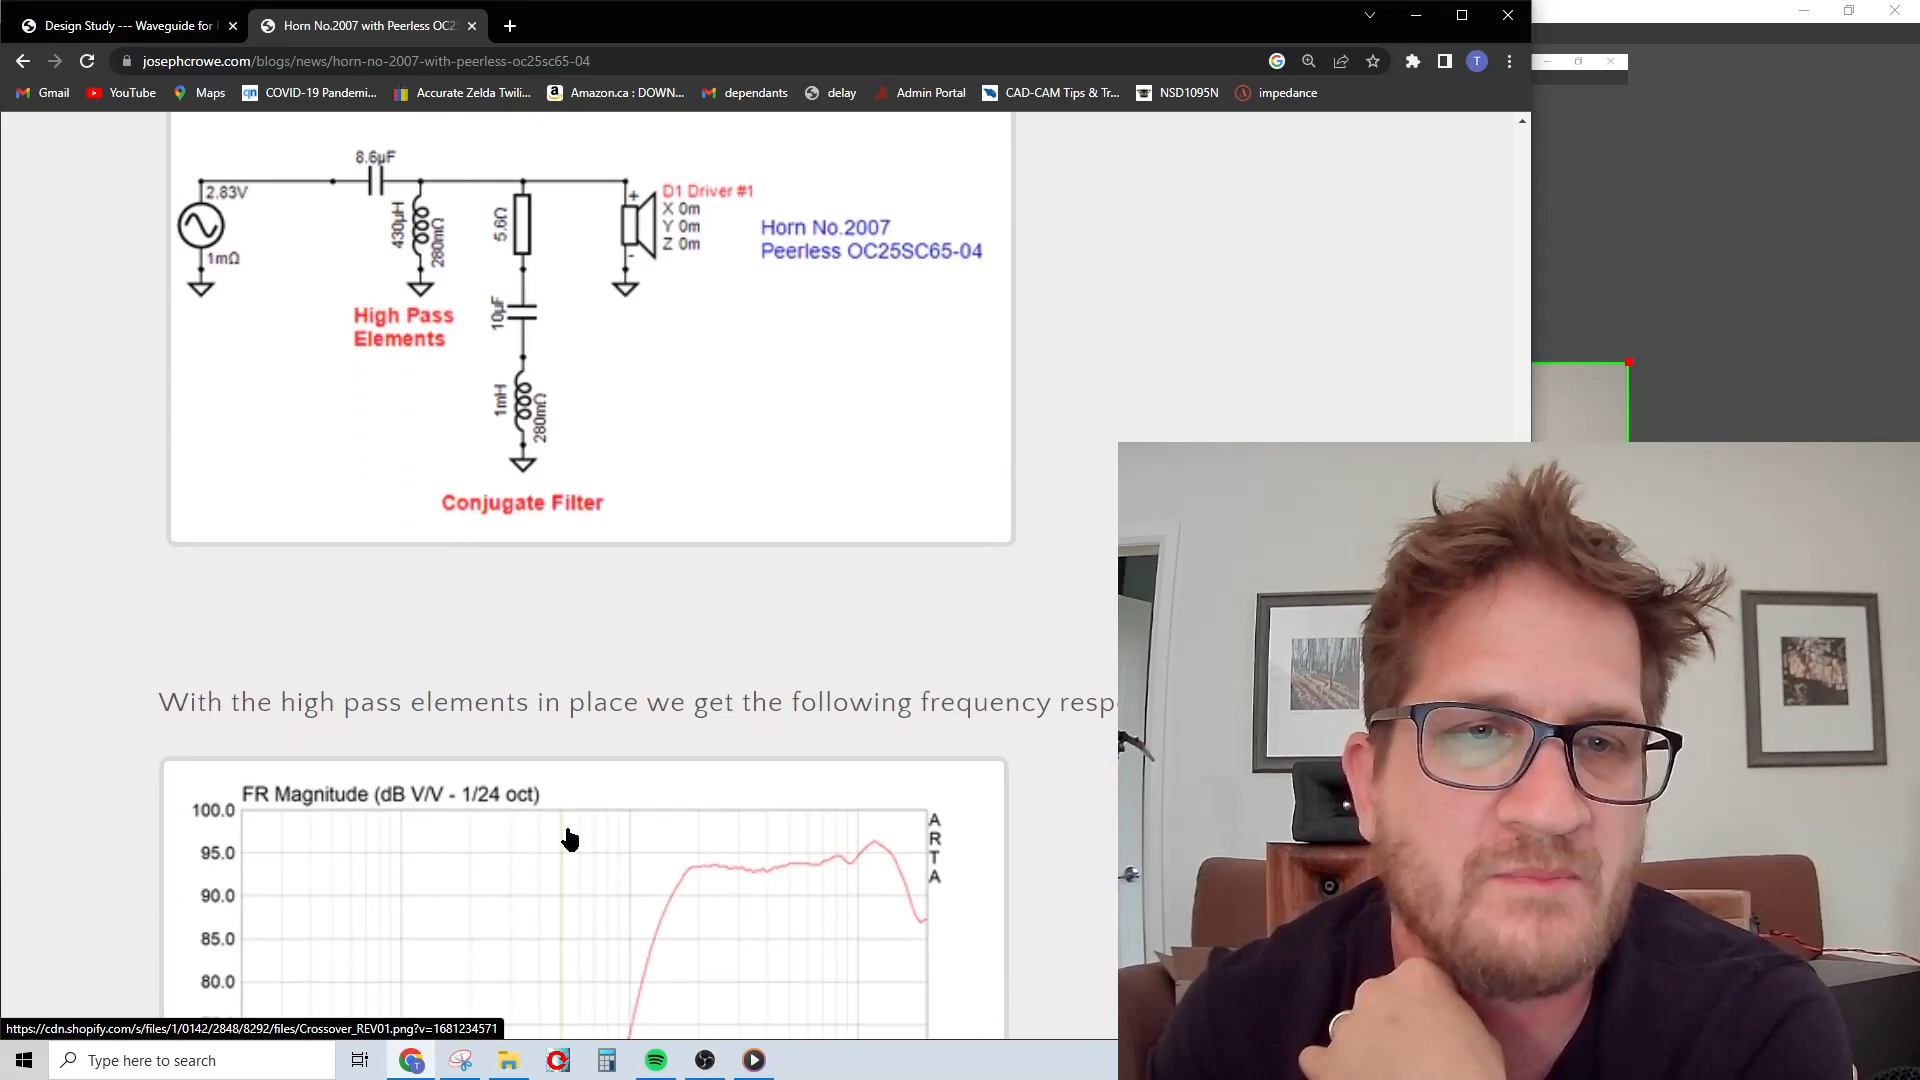 Design Study --- Waveguide for
Horn No.2007 with Peerless OC25
josephcrowe.com/blogs/news/horn-no-2007-with-peerless-oc25sc65-04
T
Gmail
YouTube
Maps
COVID-19 Pandemi...
Accurate Zelda Twili...
Amazon.ca : DOWN...
dependants
delay
Admin Portal
CAD-CAM Tips & Tr...
NSD1095N
impedance
8.6µF
2.83V
1mΩ
430µH
280mΩ
5.6Ω
D1 Driver #1
X 0m
Y 0m
Z 0m
Horn No.2007
Peerless OC25SC65-04
High Pass
Elements
10µF
1mH
280mΩ
Conjugate Filter
With the high pass elements in place we get the following frequency resp
FR Magnitude (dB V/V - 1/24 oct)
100.0
95.0
90.0
85.0
80.0
A
R
T
A
https://cdn.shopify.com/s/files/1/0142/2848/8292/files/Crossover_REV01.png?v=1681234571
Type here to search